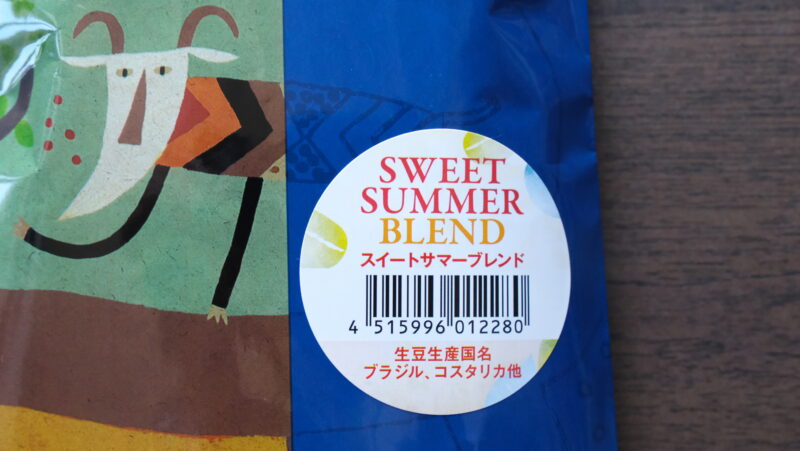 SWEET
SUMMER
BLEND
スイートサマーブレンド
4 515996 012280
生豆生産国名
ブラジル、コスタリカ他